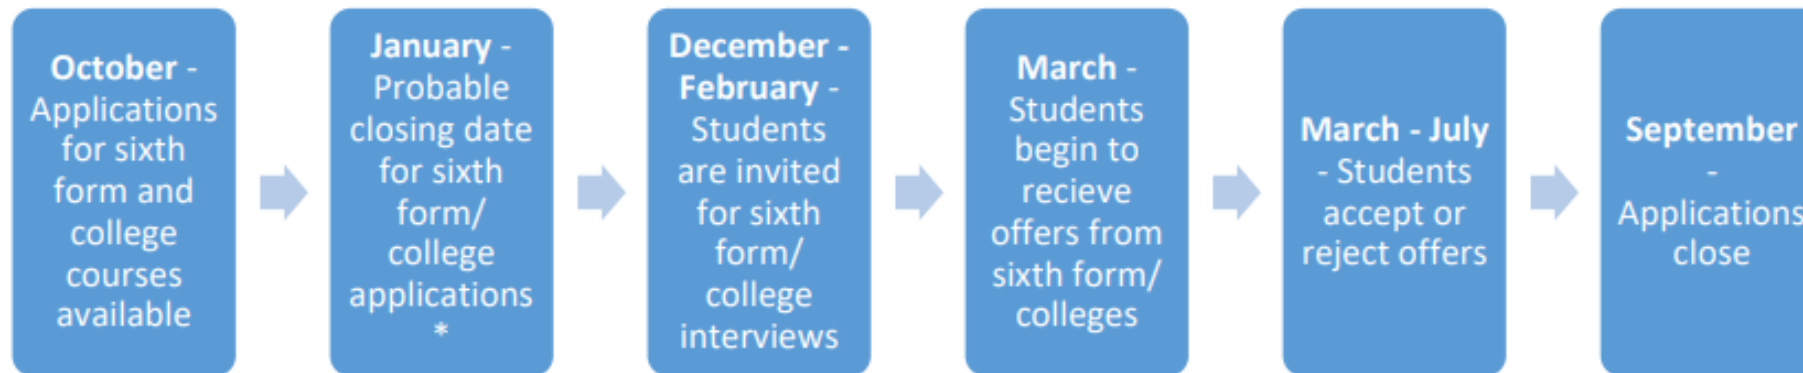 October -
Applications
for sixth
form and
college
courses
available
January -
Probable
closing date
for sixth
form/
college
applications
*
December -
February -
Students
are invited
for sixth
form/
college
interviews
March -
Students
begin to
recieve
offers from
sixth form/
colleges
March - July
- Students
accept or
reject offers
September
-
Applications
close